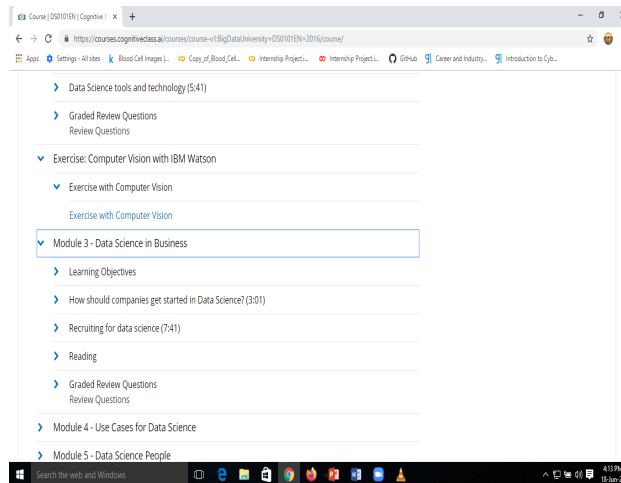 Course | DS0101EN | Cognitive C
https://courses.cognitiveclass.ai/courses/course-v1:BigDataUniversity+DS0101EN+2016/course/
Apps Settings - All sites Blood Cell Images |... Copy_of_Blood_Cell... Internship Project.i... Internship Project.i... GitHub Career and Industry... Introduction to Cyb...
Data Science tools and technology (5:41)
Graded Review Questions
Review Questions
Exercise: Computer Vision with IBM Watson
Exercise with Computer Vision
Exercise with Computer Vision
Module 3 - Data Science in Business
Learning Objectives
How should companies get started in Data Science? (3:01)
Recruiting for data science (7:41)
Reading
Graded Review Questions
Review Questions
Module 4 - Use Cases for Data Science
Module 5 - Data Science People
Search the web and Windows
4:13 PM
18-Jun-